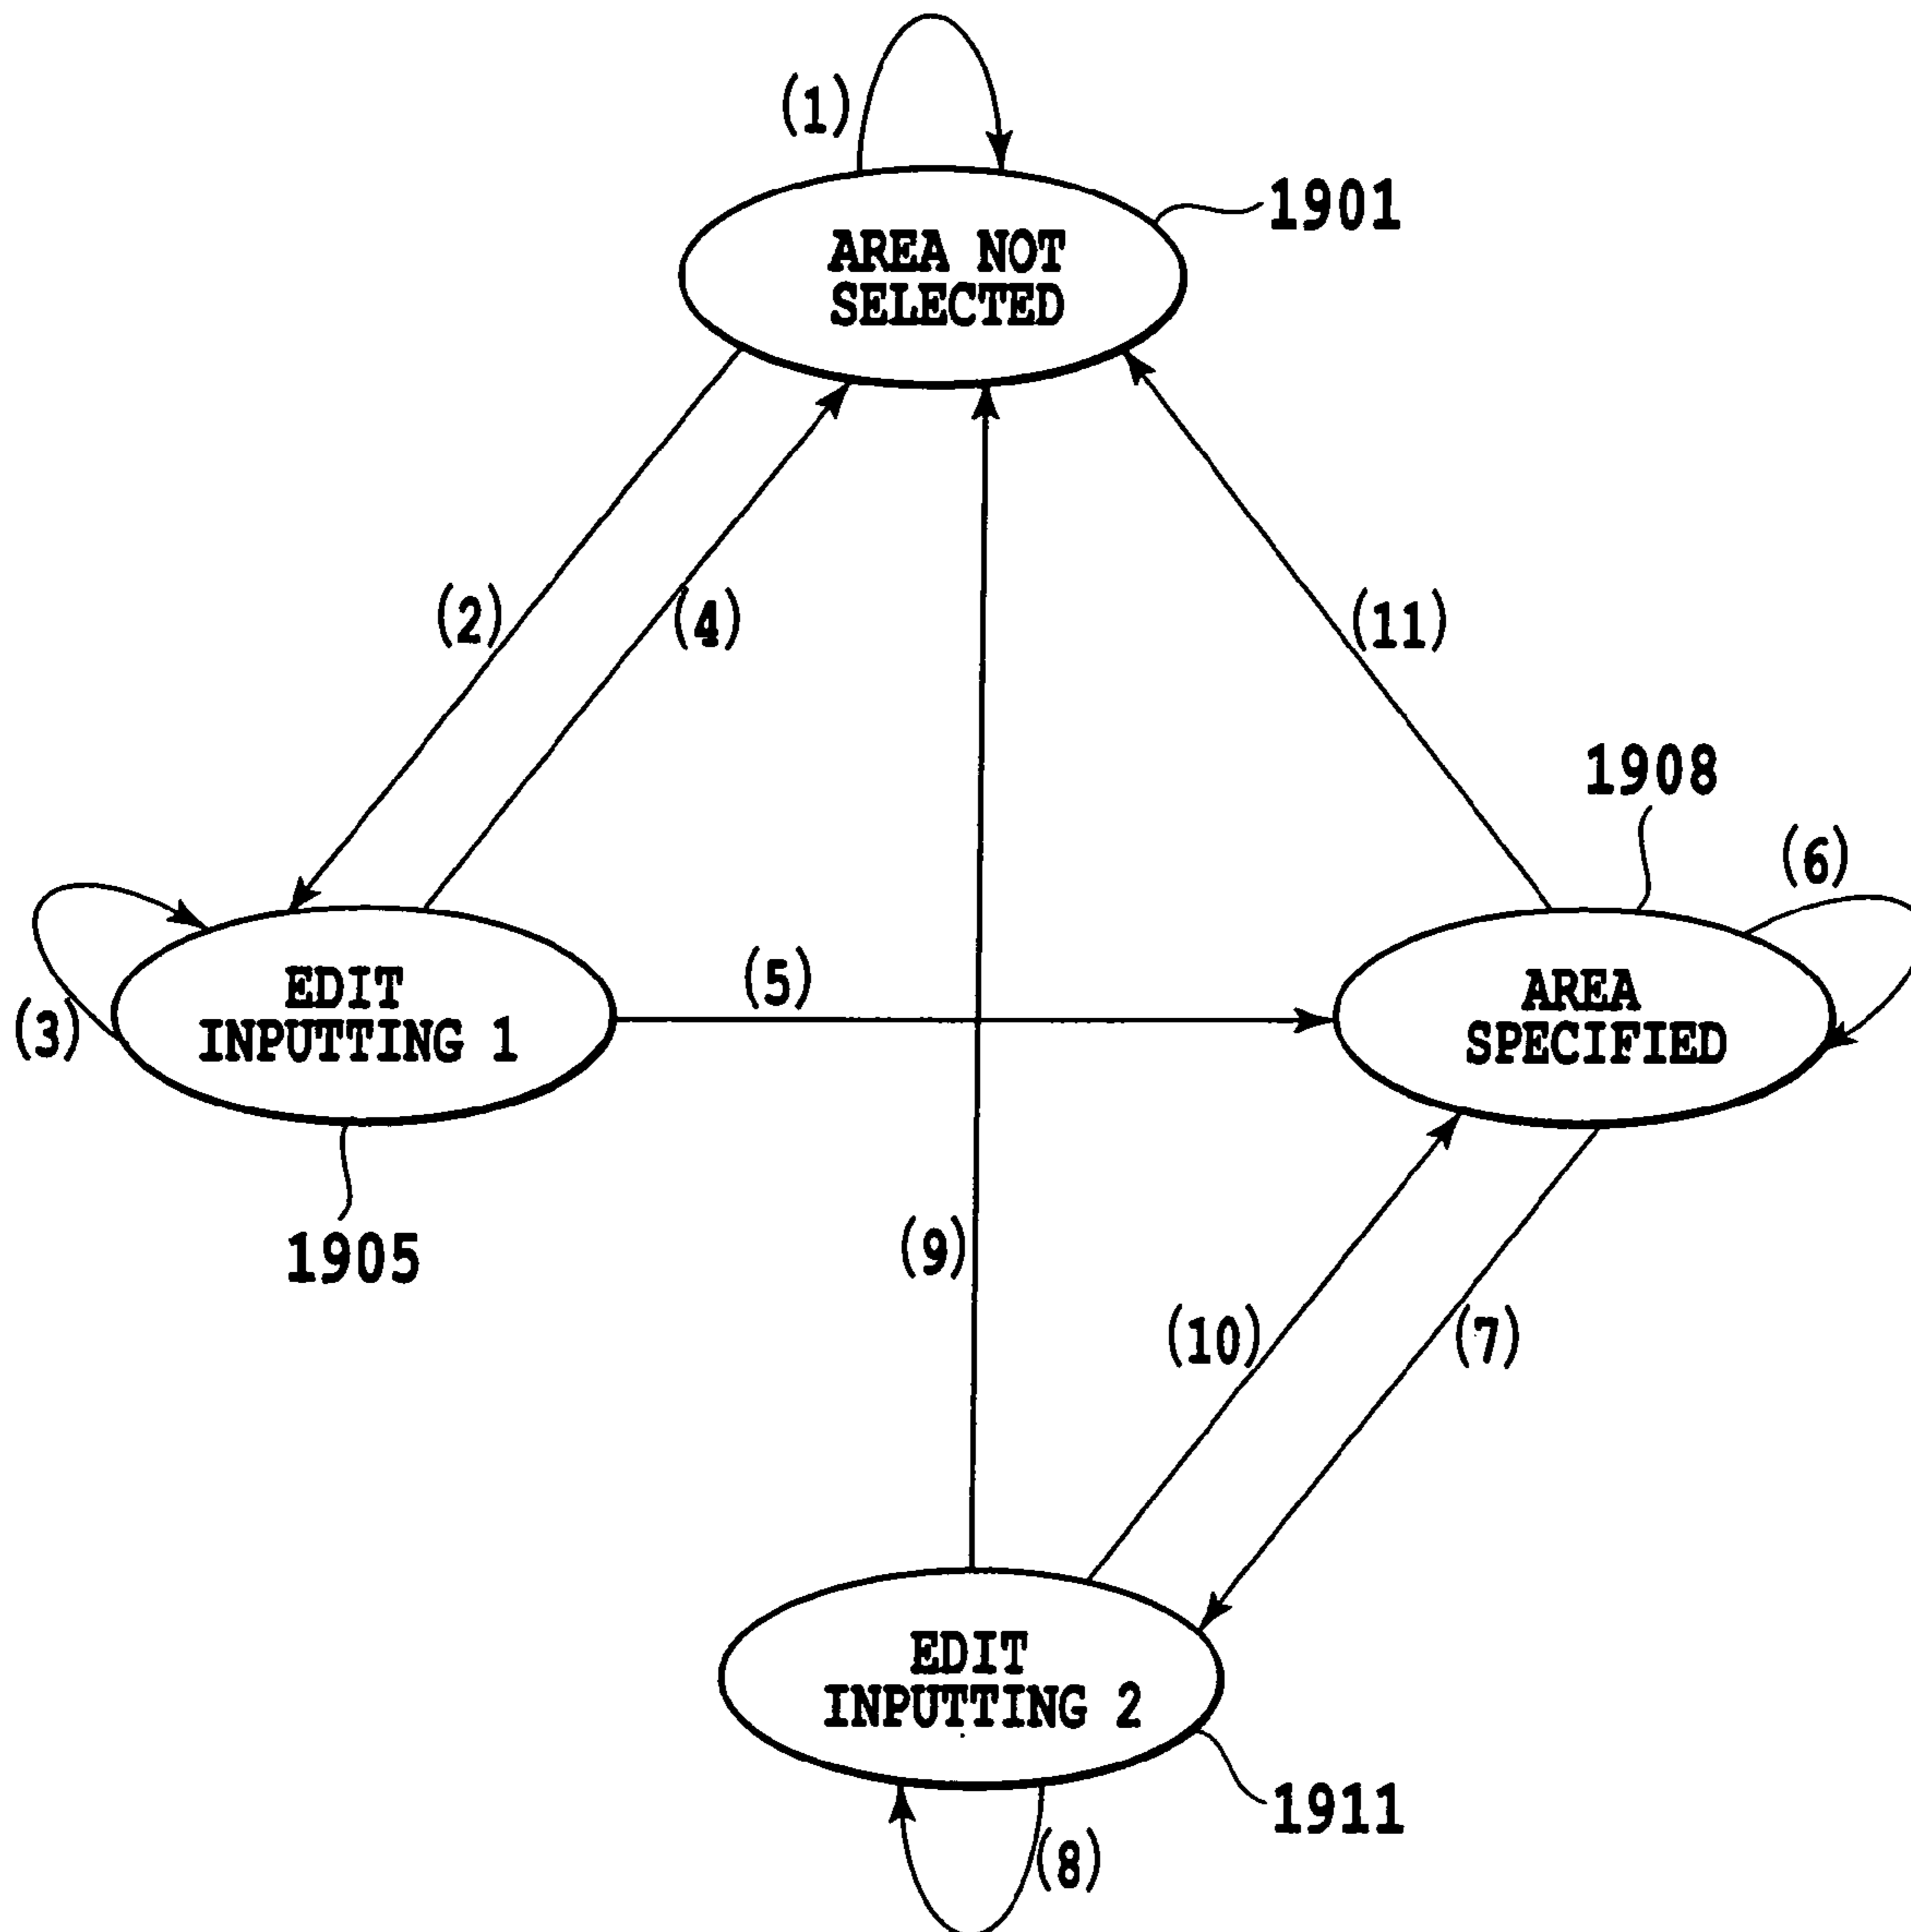 (1)
1901
AREA NOT
SELECTED
(2)
(4)
(11)
1908
(6)
(3)
EDIT
INPUTTING 1
(5)
AREA
SPECIFIED
1905
(9)
(10)
(7)
EDIT
INPUTTING 2
1911
(8)